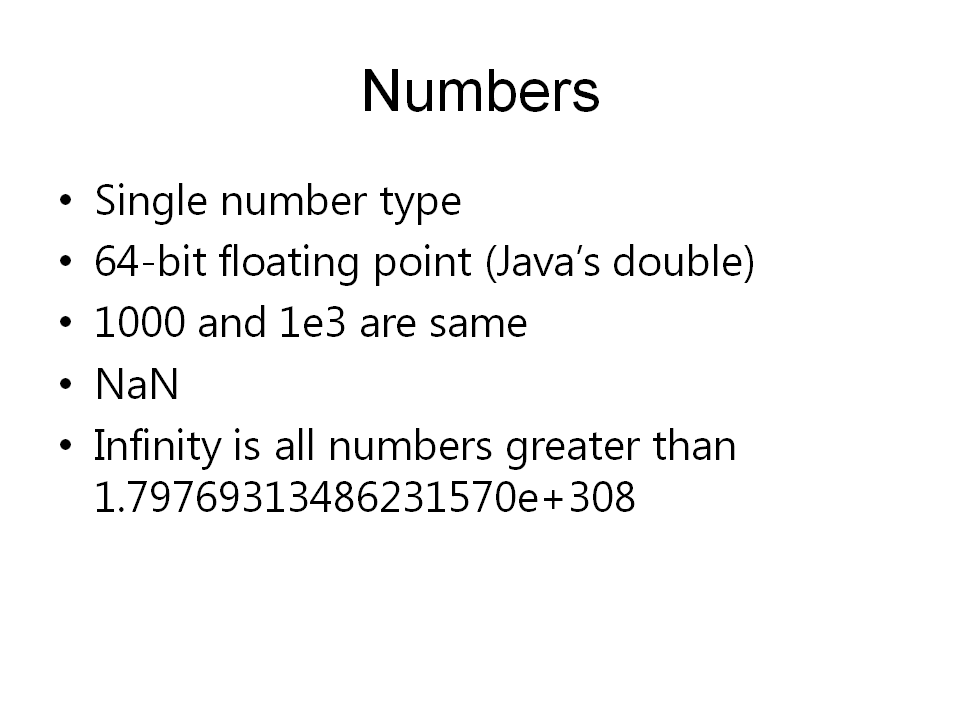 Numbers
• Single number type
• 64-bit floating point (Java’s double)
• 1000 and 1e3 are same
• NaN
• Infinity is all numbers greater than
1.79769313486231570e+308